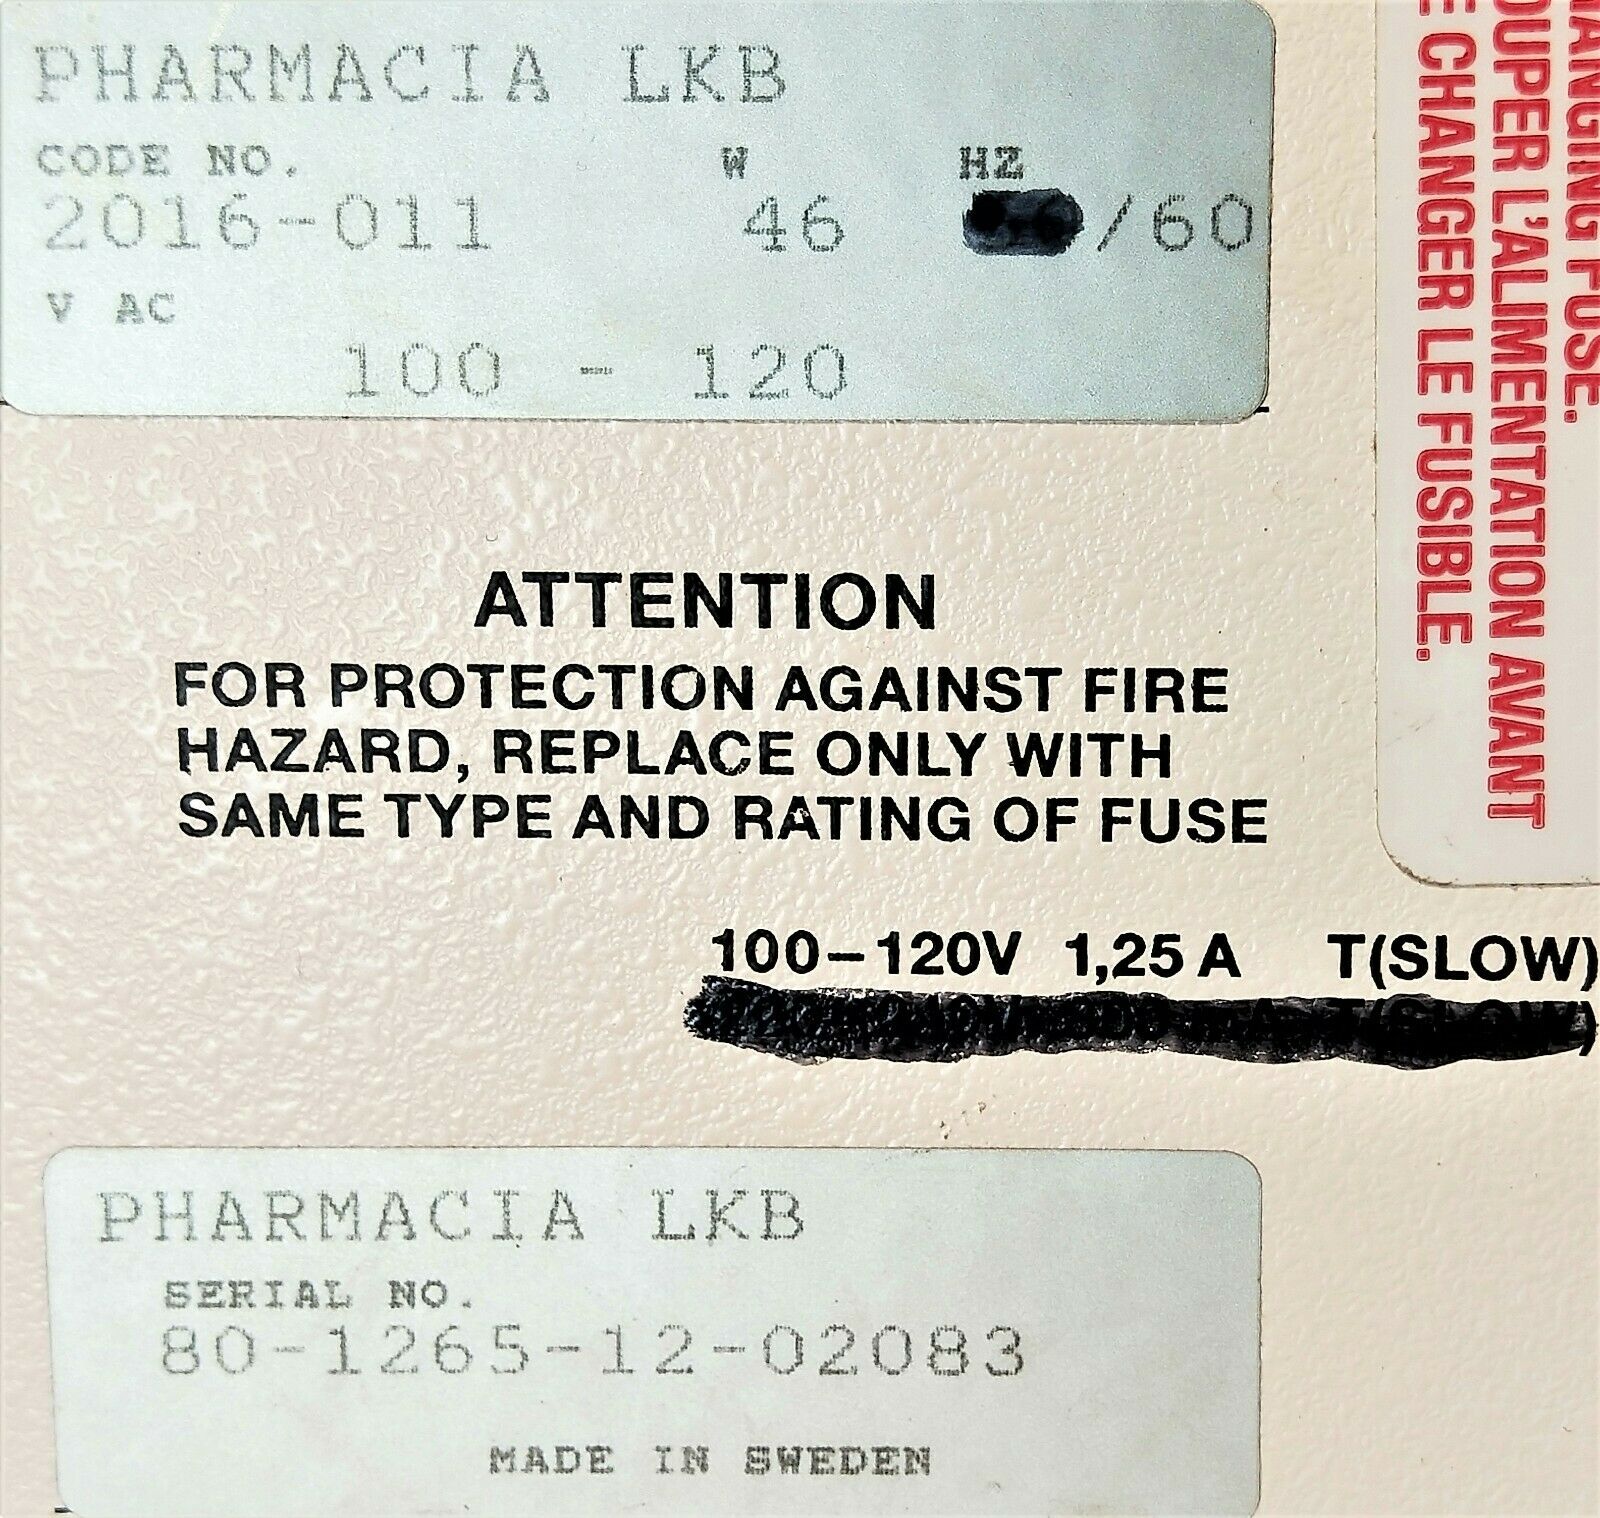 PHARMACIA LKB
CODE NO. W HZ
2016-011 46 /60
V AC
100 - 120
ATTENTION
FOR PROTECTION AGAINST FIRE
HAZARD, REPLACE ONLY WITH
SAME TYPE AND RATING OF FUSE
100-120V 1,25 A T(SLOW)
T(SLOW)
PHARMACIA LKB
SERIAL NO.
80-1265-12-02083
MADE IN SWEDEN
HANGING FUSE.
OUPER L'ALIMENTATION AVANT
E CHANGER LE FUSIBLE.